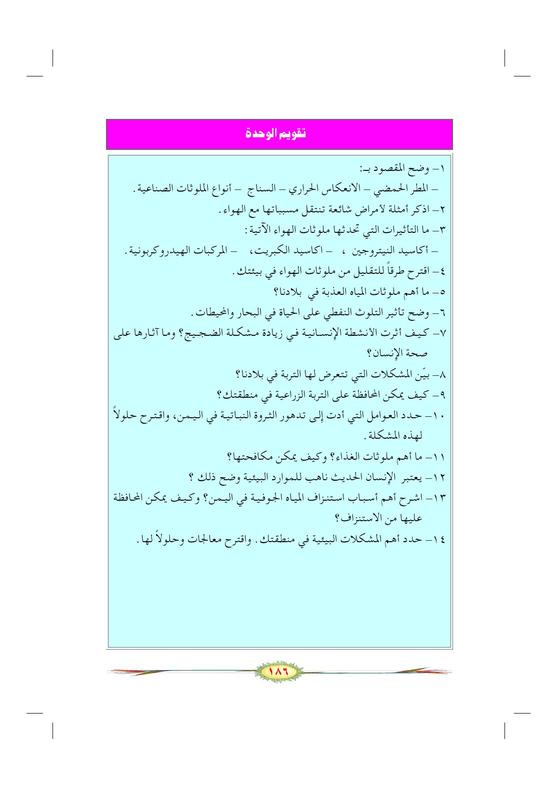 تقويم الوحدة
١– وضح المقصود بـ:
– المطر الحمضي – الانعكاس الحراري – السناج – أنواع الملوثات الصناعية.
٢– اذكر أمثلة لأمراض شائعة تنتقل مسبباتها مع الهواء.
٣– ما التأثيرات التي تحدثها ملوثات الهواء الآتية:
– أكاسيد النيتروجين ، – اكاسيد الكبريت، – المركبات الهيدروكربونية.
٤– اقترح طرقاً للتقليل من ملوثات الهواء في بيئتك.
٥– ما أهم ملوثات المياه العذبة في بلادنا؟
٦– وضح تأثير التلوث النفطي على الحياة في البحار والمحيطات.
٧– كيف أثرت الأنشطة الإنسانية في زيادة مشكلة الضجيج؟ وما آثارها على
صحة الإنسان؟
٨– بيّن المشكلات التي تتعرض لها التربة في بلادنا؟
٩– كيف يمكن المحافظة على التربة الزراعية في منطقتك؟
١٠– حدد العوامل التي أدت إلى تدهور الثروة النباتية في اليمن، واقترح حلولاً
لهذه المشكلة.
١١– ما أهم ملوثات الغذاء؟ وكيف يمكن مكافحتها؟
١٢– يعتبر الإنسان الحديث ناهب للموارد البيئية وضح ذلك ؟
١٣– اشرح أهم أسباب استنزاف المياه الجوفية في اليمن؟ وكيف يمكن المحافظة
عليها من الاستنزاف؟
١٤– حدد أهم المشكلات البيئية في منطقتك. واقترح معالجات وحلولاً لها.
١٨٦